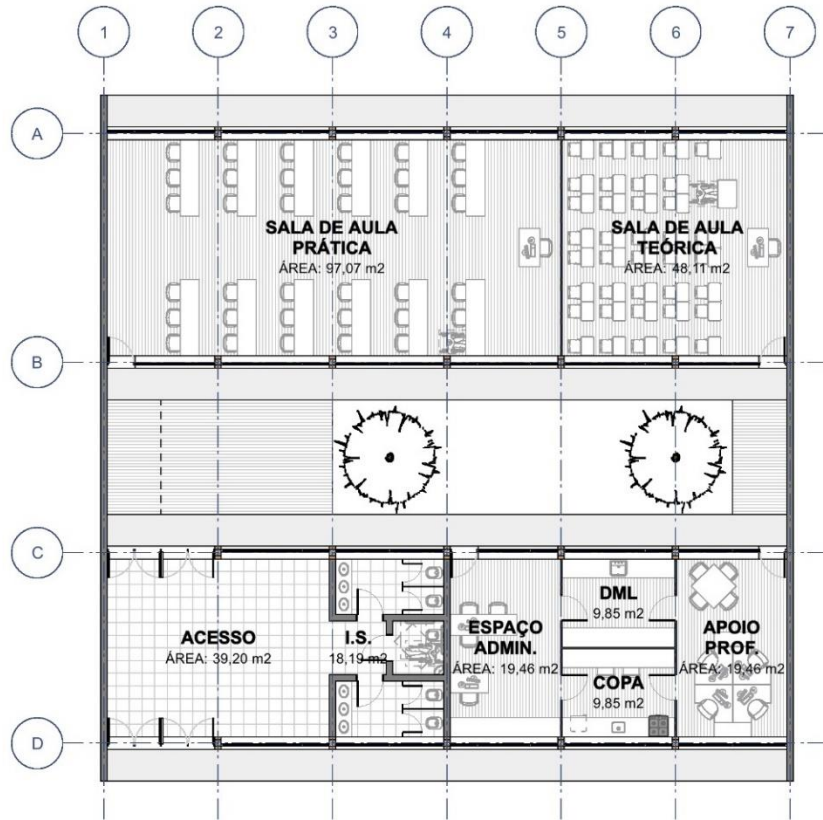 1 2 3 4 5 6 7
A
SALA DE AULA
PRÁTICA
ÁREA: 97,07 m2
SALA DE AULA
TEÓRICA
ÁREA: 48,11 m2
B
C
ACESSO
ÁREA: 39,20 m2
I.S.
18,19 m2
ESPAÇO
ADMIN.
ÁREA: 19,46 m2
DML
9,85 m2
COPA
9,85 m2
APOIO
PROF.
ÁREA: 19,46 m2
D